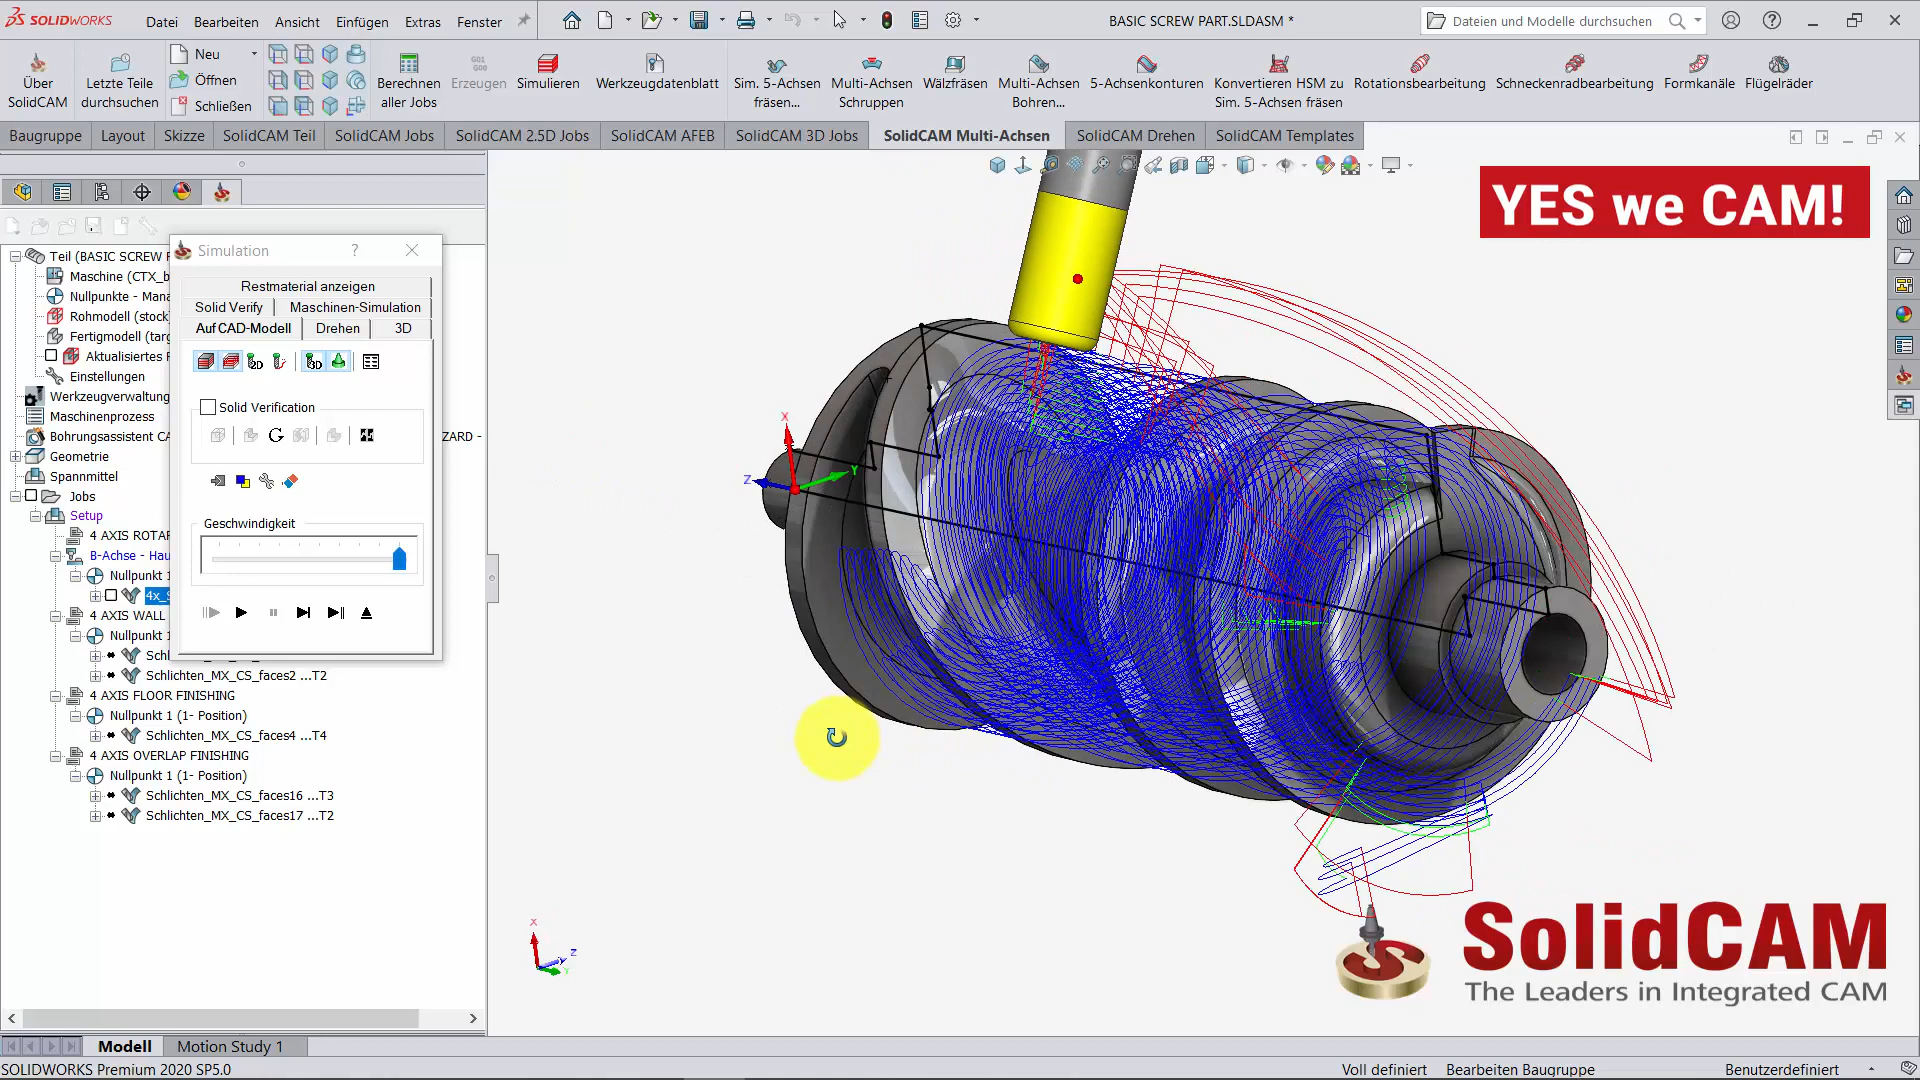 SOLIDWORKS
Datei Bearbeiten Ansicht Einfügen Extras Fenster
BASIC SCREW PART.SLDASM *
Dateien und Modelle durchsuchen
Über SolidCAM
Letzte Teile durchsuchen
Neu
Öffnen
Schließen
Berechnen aller Jobs
G01 G00
Erzeugen
Simulieren
Werkzeugdatenblatt
Sim. 5-Achsen fräsen...
Multi-Achsen Schruppen
Wälzfräsen
Multi-Achsen Bohren...
5-Achsenkonturen
Konvertieren HSM zu Sim. 5-Achsen fräsen
Rotationsbearbeitung
Schneckenradbearbeitung
Formkanäle
Flügelräder
Baugruppe Layout Skizze SolidCAM Teil SolidCAM Jobs SolidCAM 2.5D Jobs SolidCAM AFEB SolidCAM 3D Jobs SolidCAM Multi-Achsen SolidCAM Drehen SolidCAM Templates
YES we CAM!
Teil (BASIC SCREW P
Maschine (CTX_b
Nullpunkte - Mana
Rohmodell (stock
Fertigmodell (targ
Aktualisiertes
Einstellungen
Werkzeugverwaltung
Maschinenprozess
Bohrungsassistent CA
ZARD -
Geometrie
Spannmittel
Jobs
Setup
4 AXIS ROTAR
B-Achse - Hau
Nullpunkt 1
4x_S
4 AXIS WALL
Nullpunkt 1
Schlichten_MX_CS_faces2 ...T2
4 AXIS FLOOR FINISHING
Nullpunkt 1 (1- Position)
Schlichten_MX_CS_faces4 ...T4
4 AXIS OVERLAP FINISHING
Nullpunkt 1 (1- Position)
Schlichten_MX_CS_faces16 ...T3
Schlichten_MX_CS_faces17 ...T2
Simulation ?
Restmaterial anzeigen
Solid Verify Maschinen-Simulation
Auf CAD-Modell Drehen 3D
2D
3D
Solid Verification
Geschwindigkeit
X
Y
Z
X
Z
Y
SolidCAM
The Leaders in Integrated CAM
Modell Motion Study 1
SOLIDWORKS Premium 2020 SP5.0
Voll definiert Bearbeiten Baugruppe Benutzerdefiniert